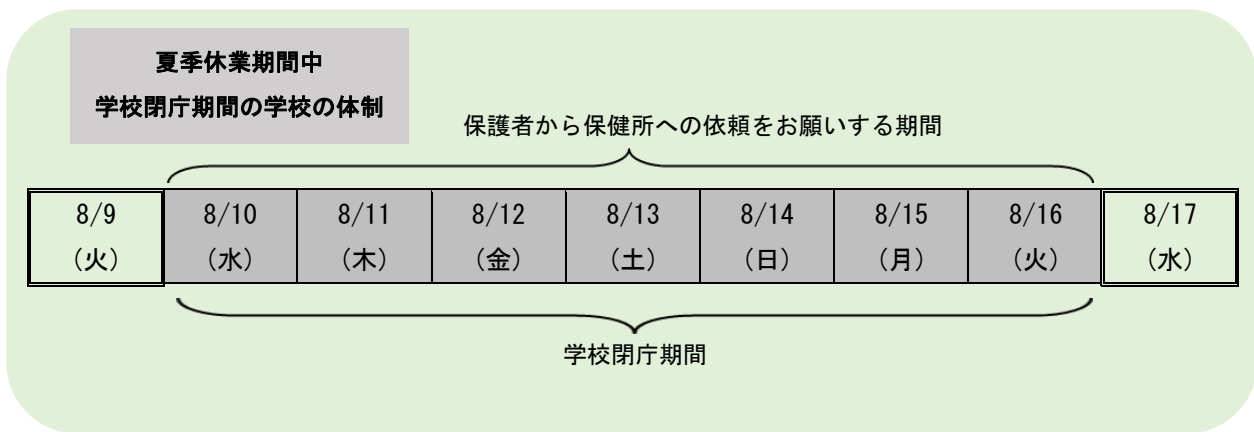 夏季休業期間中
学校閉庁期間の学校の体制
保護者から保健所への依頼をお願いする期間
8/9 8/10 8/11 8/12 8/13 8/14 8/15 8/16 8/17
（火） （水） （木） （金） （土） （日） （月） （火） （水）
学校閉庁期間